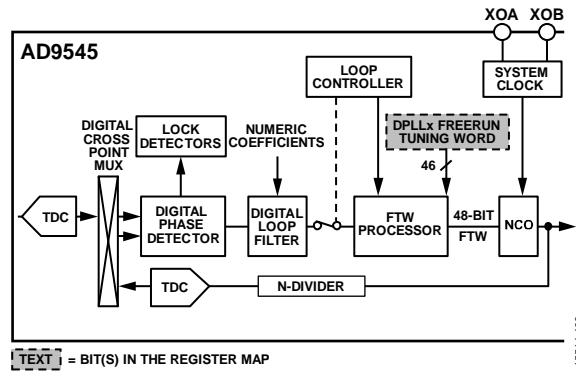 XOA XOB
AD9545
LOOP
CONTROLLER
SYSTEM
CLOCK
DIGITAL
CROSS
POINT
MUX
LOCK
DETECTORS
NUMERIC
COEFFICIENTS
DPLLx FREERUN
TUNING WORD
46
TDC
DIGITAL
PHASE
DETECTOR
DIGITAL
LOOP
FILTER
FTW
PROCESSOR
48-BIT
FTW
NCO
TDC
N-DIVIDER
TEXT = BIT(S) IN THE REGISTER MAP